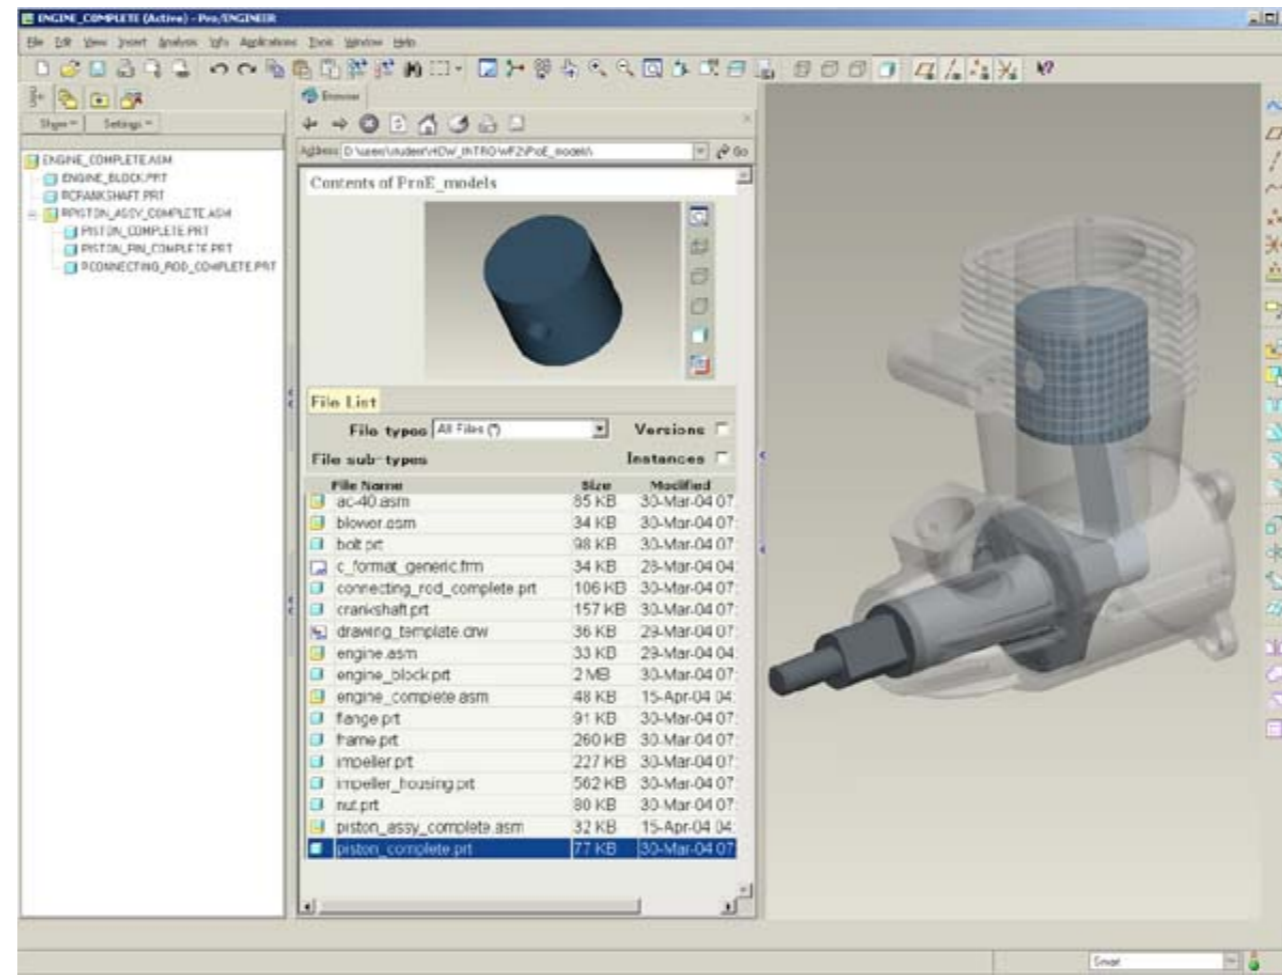 ENGINE_COMPLETE (Active) - Pro/ENGINEER
File Edit View Insert Analysis Info Applications Tools Window Help
Show Settings
ENGINE_COMPLETE.ASM
ENGINE_BLOCK.PRT
RCRANKSHAFT.PRT
RPISTON_ASSY_COMPLETE.ASM
PISTON_COMPLETE.PRT
PISTON_PIN_COMPLETE.PRT
RCONNECTING_ROD_COMPLETE.PRT
Browser
Address Go
Contents of ProE_models
File List
File types All Files (*) Versions
File sub-types Instances
File Name Size Modified
ac-40.asm 85 KB 30-Mar-04 07
blower.asm 34 KB 30-Mar-04 07:
bolt.prt 98 KB 30-Mar-04 07:
c_format_generic.frm 34 KB 28-Mar-04 04:
connecting_rod_complete.prt 106 KB 30-Mar-04 07:
crankshaft.prt 157 KB 30-Mar-04 07:
drawing_template.drw 36 KB 29-Mar-04 07:
engine.asm 33 KB 29-Mar-04 04:
engine_block.prt 2 MB 30-Mar-04 07:
engine_complete.asm 48 KB 15-Apr-04 04:
flange.prt 91 KB 30-Mar-04 07:
frame.prt 260 KB 30-Mar-04 07:
impeller.prt 227 KB 30-Mar-04 07:
impeller_housing.prt 562 KB 30-Mar-04 07:
nut.prt 80 KB 30-Mar-04 07:
piston_assy_complete.asm 32 KB 15-Apr-04 04:
piston_complete.prt 77 KB 30-Mar-04 07
Smart